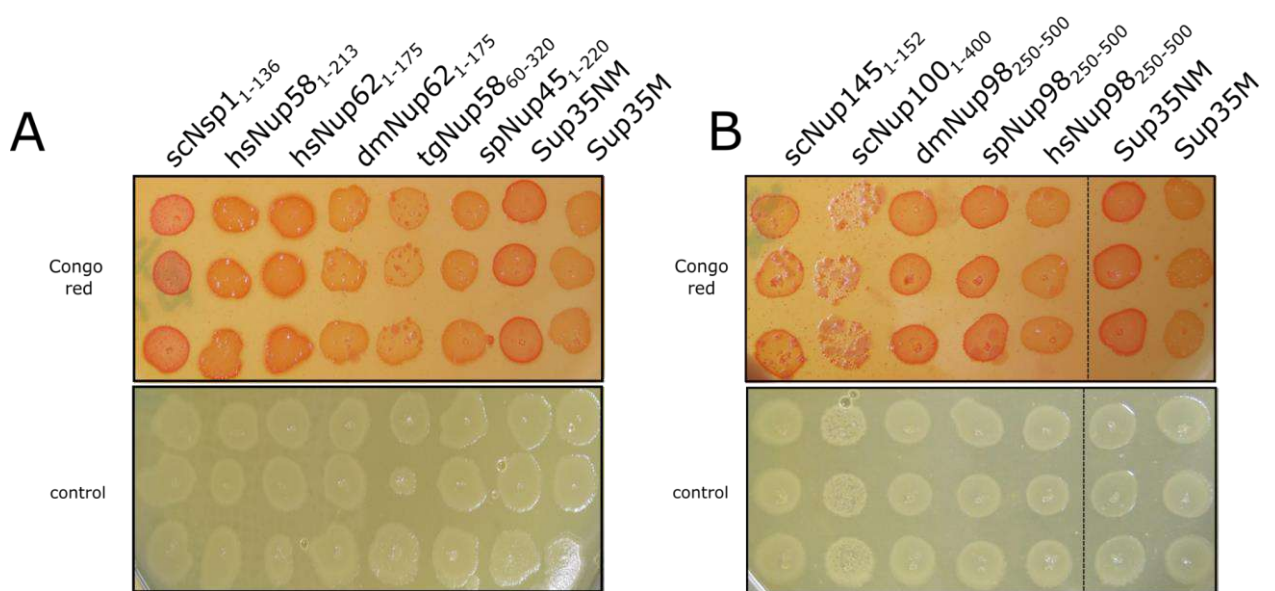 A
scNsp1₁₋₁₃₆
hsNup58₁₋₂₁₃
hsNup62₁₋₁₇₅
dmNup62₁₋₁₇₅
tgNup58₆₀₋₃₂₀
spNup45₁₋₂₂₀
Sup35NM
Sup35M
Congo
red
control
B
scNup145₁₋₁₅₂
scNup100₁₋₄₀₀
dmNup98₂₅₀₋₅₀₀
spNup98₂₅₀₋₅₀₀
hsNup98₂₅₀₋₅₀₀
Sup35NM
Sup35M
Congo
red
control